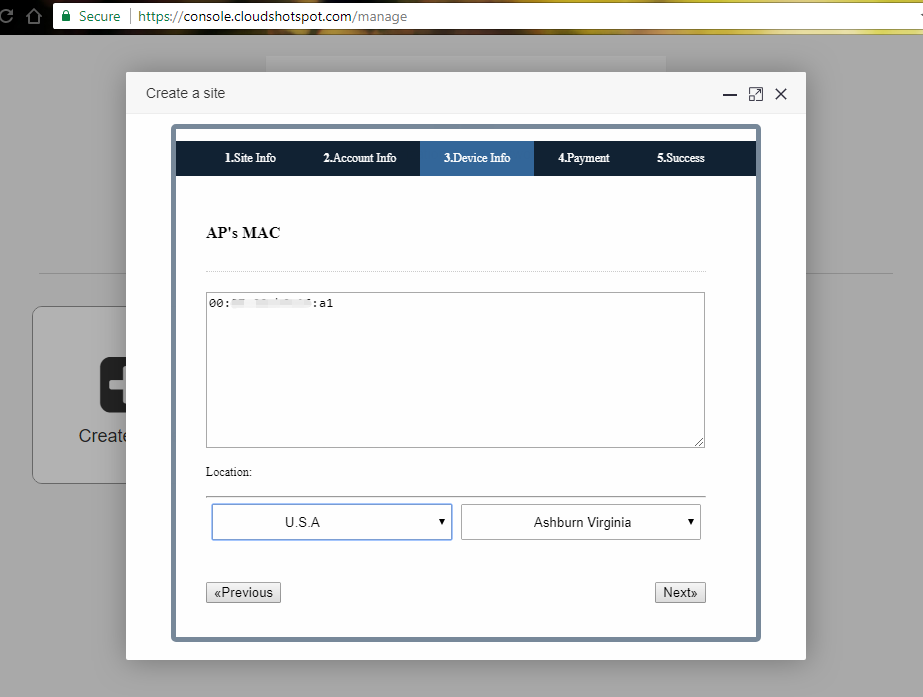 Secure https://console.cloudshotspot.com/manage
Create a site
1.Site Info 2.Account Info 3.Device Info 4.Payment 5.Success
AP's MAC
00: :a1
Create
Location:
U.S.A Ashburn Virginia
«Previous Next»